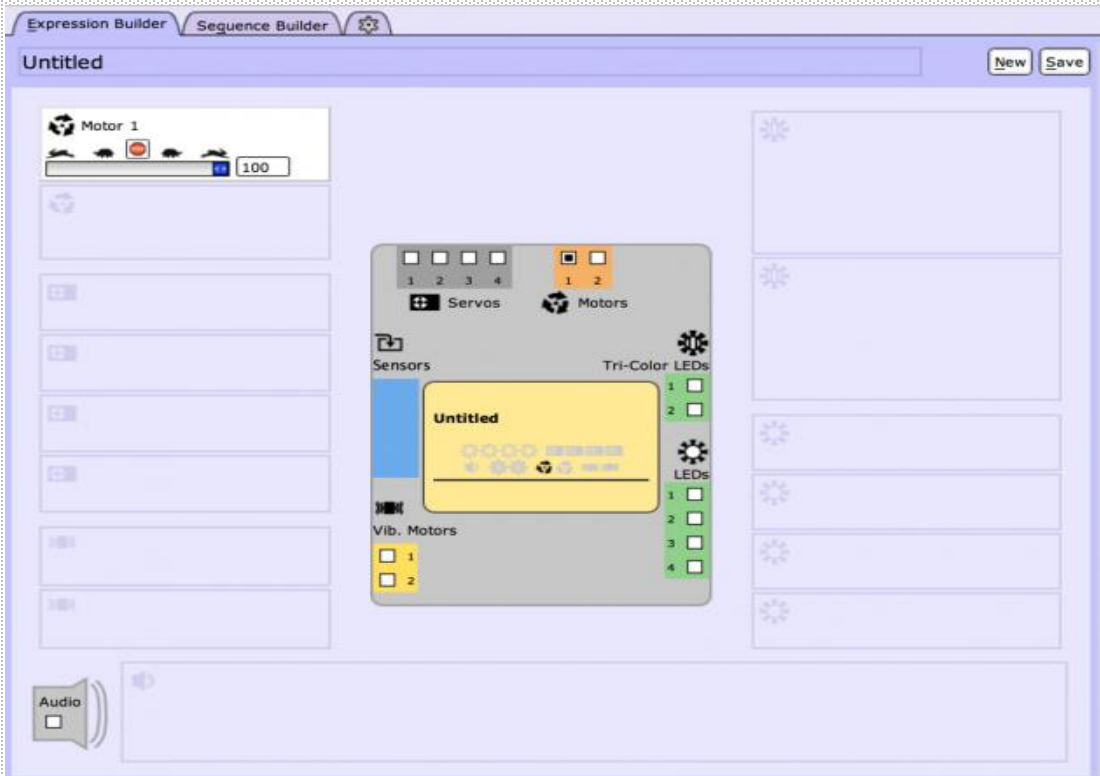 Expression Builder Sequence Builder
Untitled
New Save
Motor 1
100
1 2 3 4
1 2
Servos
Motors
Sensors
Tri-Color LEDs
1
2
Untitled
LEDs
1
2
3
4
Vib. Motors
1
2
Audio